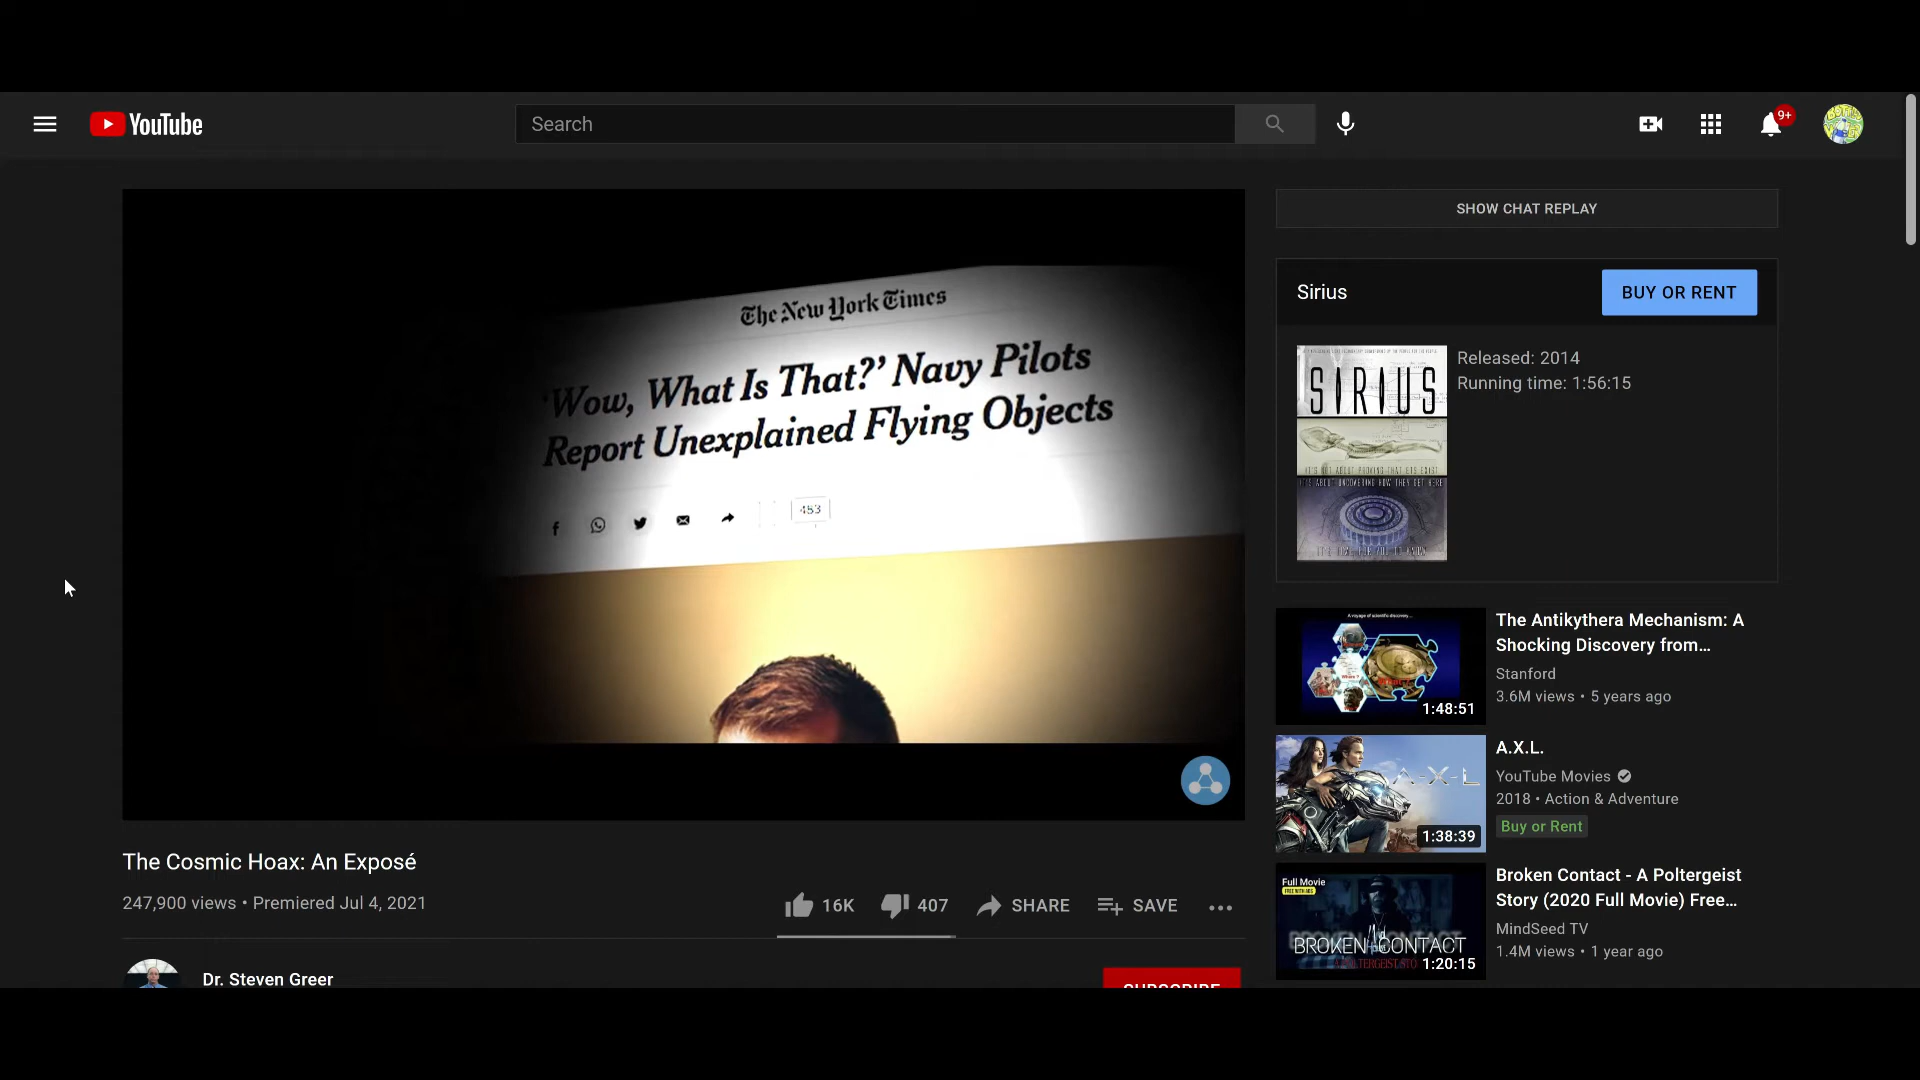 YouTube
Search
9+
The New York Times
‘Wow, What Is That?’ Navy Pilots
Report Unexplained Flying Objects
453
SHOW CHAT REPLAY
Sirius
BUY OR RENT
SIRIUS
Released: 2014
Running time: 1:56:15
The Antikythera Mechanism: A
Shocking Discovery from...
Stanford
3.6M views • 5 years ago
A voyage of scientific discovery...
1:48:51
A.X.L.
YouTube Movies
2018 • Action & Adventure
Buy or Rent
A-X-L
1:38:39
Broken Contact - A Poltergeist
Story (2020 Full Movie) Free...
MindSeed TV
1.4M views • 1 year ago
Full Movie
BROKEN CONTACT
1:20:15
The Cosmic Hoax: An Exposé
247,900 views • Premiered Jul 4, 2021
16K
407
SHARE
SAVE
Dr. Steven Greer
SUBSCRIBE